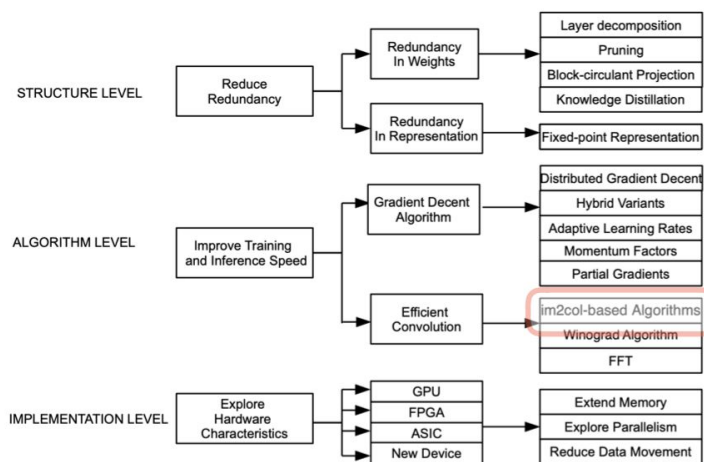 STRUCTURE LEVEL
Reduce
Redundancy
Redundancy
In Weights
Layer decomposition
Pruning
Block-circulant Projection
Knowledge Distillation
Redundancy
In Representation
Fixed-point Representation
ALGORITHM LEVEL
Improve Training
and Inference Speed
Gradient Decent
Algorithm
Distributed Gradient Decent
Hybrid Variants
Adaptive Learning Rates
Momentum Factors
Partial Gradients
Efficient
Convolution
im2col-based Algorithms
Winograd Algorithm
FFT
IMPLEMENTATION LEVEL
Explore
Hardware
Characteristics
GPU
FPGA
ASIC
New Device
Extend Memory
Explore Parallelism
Reduce Data Movement